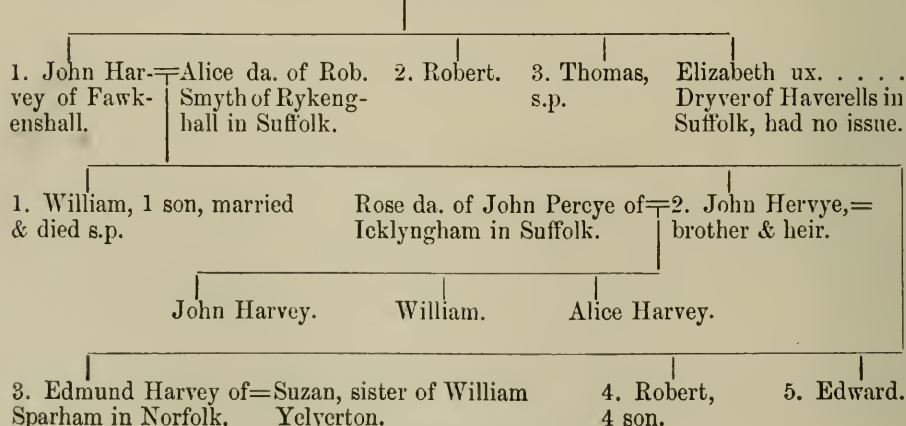 1. John Har-=Alice da. of Rob.
vey of Fawk- Smyth of Rykeng-
enshall. hall in Suffolk.
2. Robert.
3. Thomas,
s.p.
Elizabeth ux. . . . .
Dryver of Haverells in
Suffolk, had no issue.
1. William, 1 son, married
& died s.p.
Rose da. of John Percye of=2. John Hervye,=
Icklyngham in Suffolk. brother & heir.
John Harvey. William. Alice Harvey.
3. Edmund Harvey of=Suzan, sister of William
Sparham in Norfolk. Yelverton.
4. Robert,
4 son.
5. Edward.